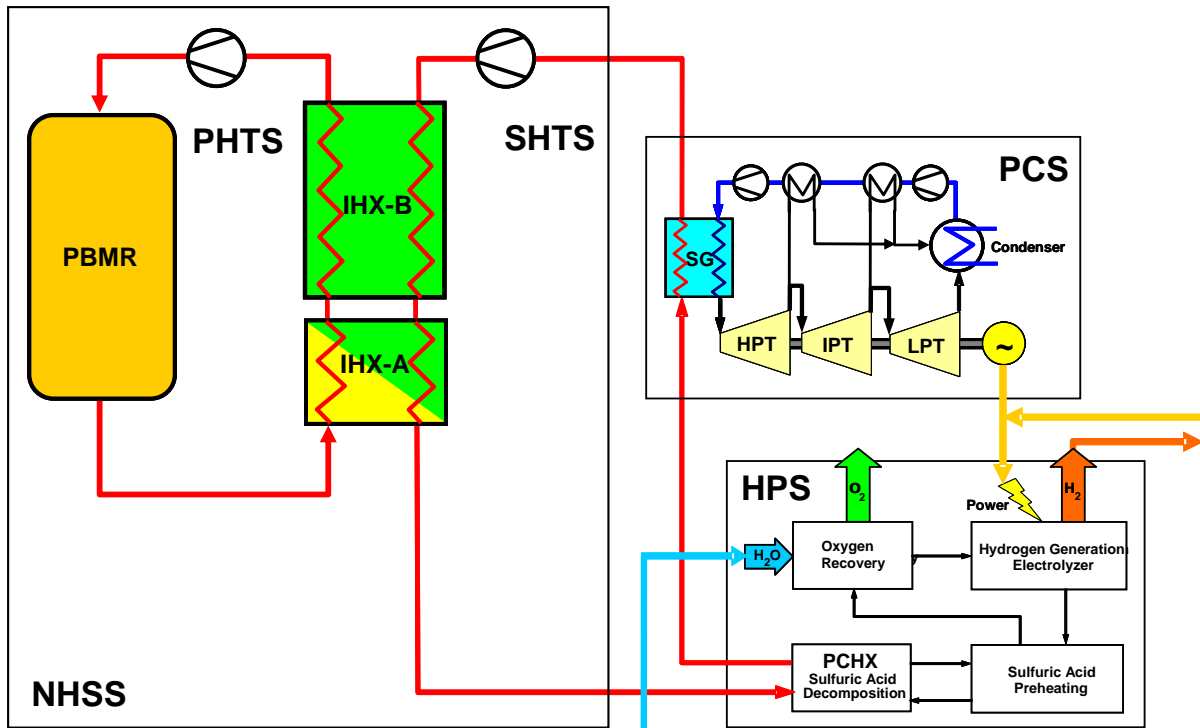 PHTS
SHTS
PBMR
IHX-B
IHX-A
NHSS
PCS
SG
Condenser
HPT
IPT
LPT
~
HPS
O2
H2
Power
H2O
Oxygen
Recovery
Hydrogen Generation
Electrolyzer
PCHX
Sulfuric Acid
Decomposition
Sulfuric Acid
Preheating